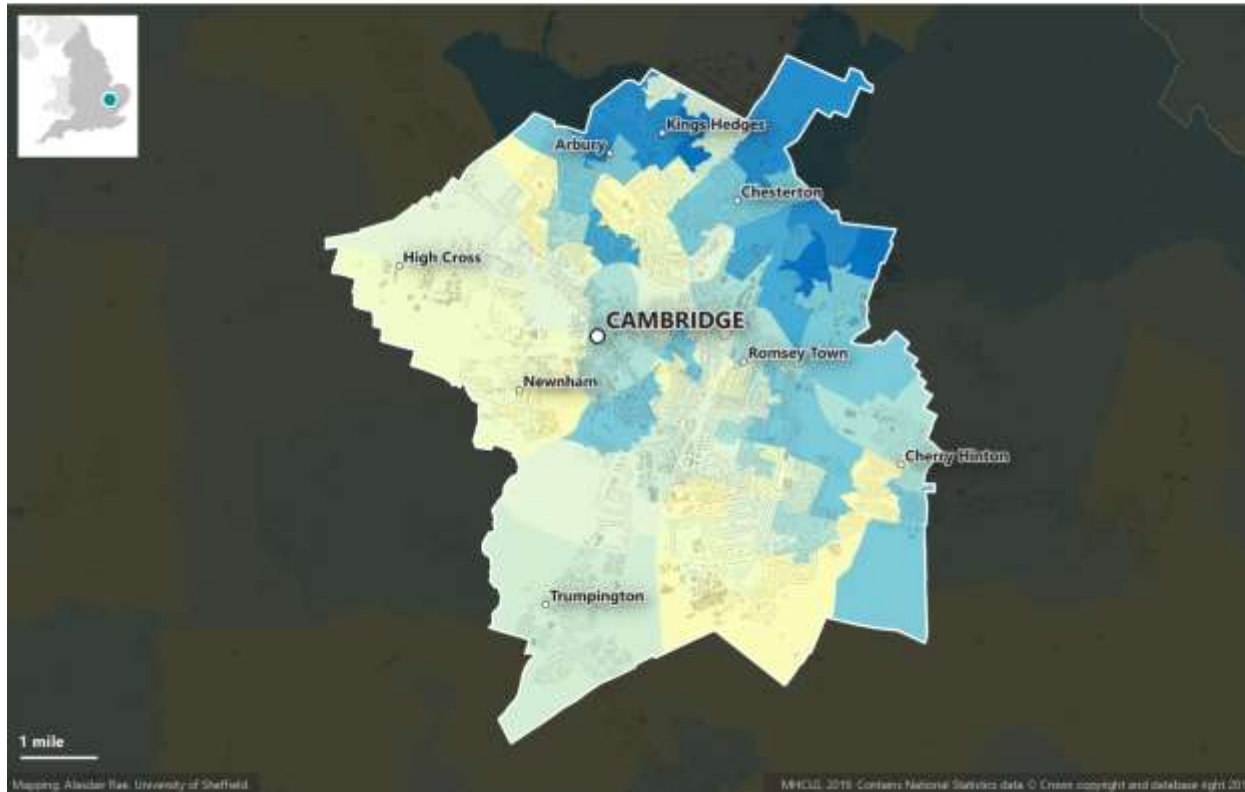 Kings Hedges
Arbury
Chesterton
High Cross
CAMBRIDGE
Romsey Town
Newnham
Cherry Hinton
Trumpington
1 mile
Mapping: Alasdair Rae, University of Sheffield.
MHCLG, 2019. Contains National Statistics data. © Crown copyright and database right